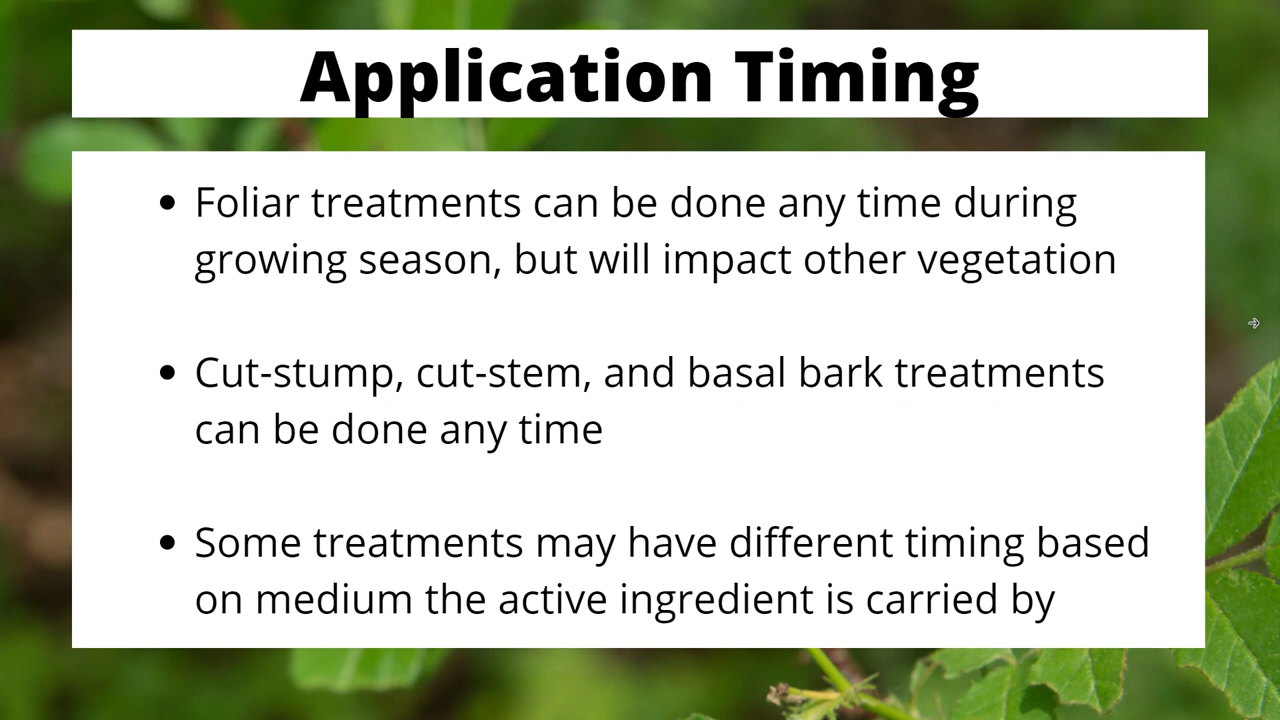 Application Timing
• Foliar treatments can be done any time during
growing season, but will impact other vegetation
• Cut-stump, cut-stem, and basal bark treatments
can be done any time
• Some treatments may have different timing based
on medium the active ingredient is carried by